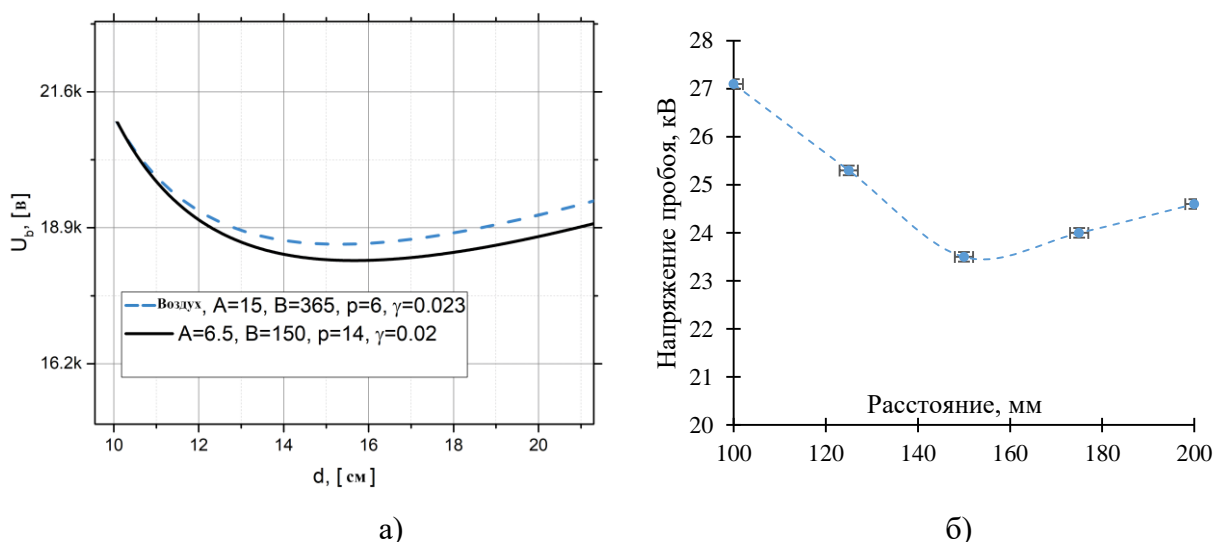 21.6k
18.9k
16.2k
U_b, [в]
Воздух, A=15, B=365, p=6, γ=0.023
A=6.5, B=150, p=14, γ=0.02
10 12 14 16 18 20
d, [ см]
а)
28
27
26
25
24
23
22
21
20
Напряжение пробоя, кВ
Расстояние, мм
100 120 140 160 180 200
б)